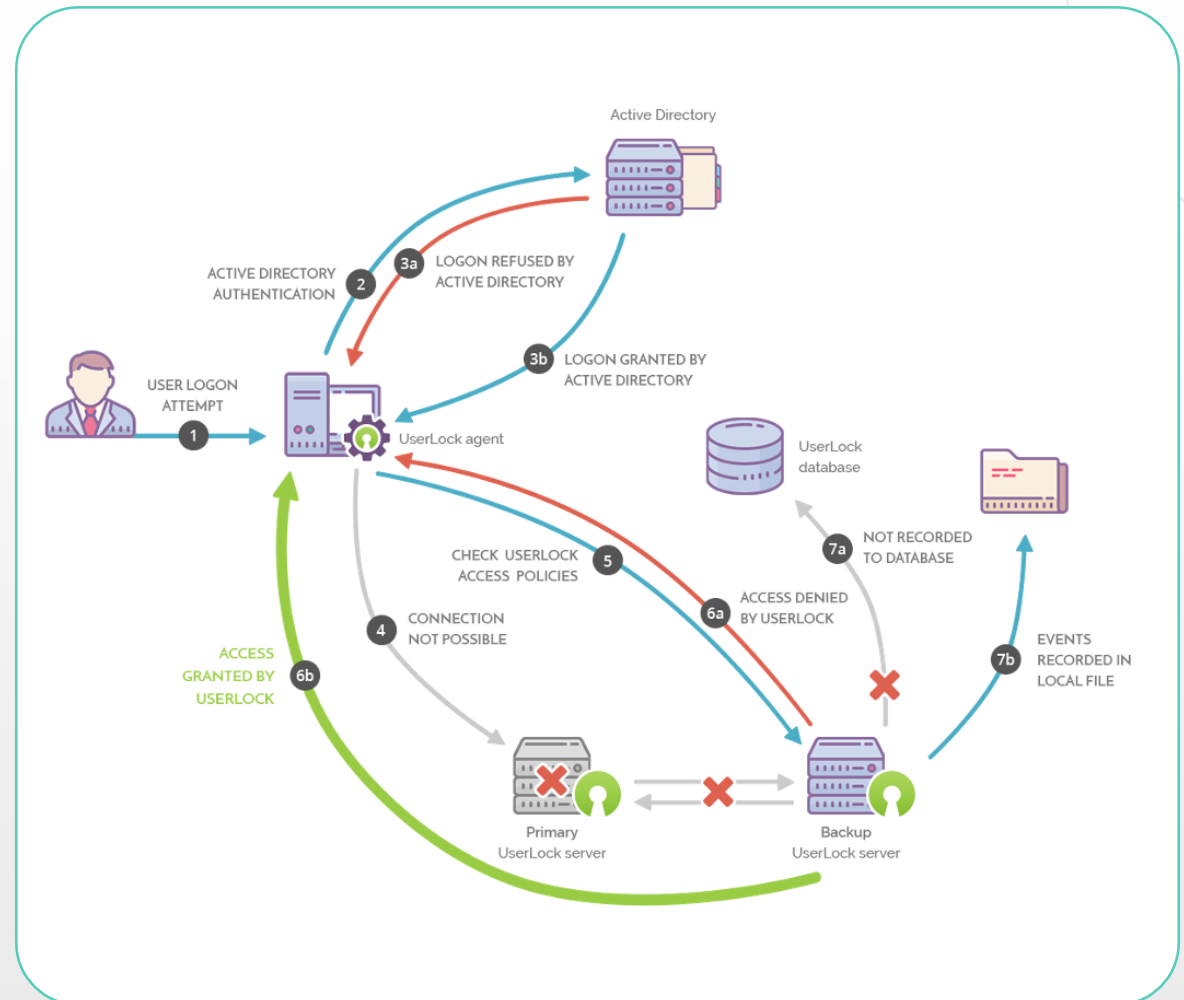 Active Directory
ACTIVE DIRECTORY
AUTHENTICATION
2
3a
LOGON REFUSED BY
ACTIVE DIRECTORY
3b
LOGON GRANTED BY
ACTIVE DIRECTORY
USER LOGON
ATTEMPT
1
UserLock agent
UserLock
database
CHECK USERLOCK
ACCESS POLICIES
5
7a
NOT RECORDED
TO DATABASE
4
CONNECTION
NOT POSSIBLE
6a
ACCESS DENIED
BY USERLOCK
ACCESS
GRANTED BY
USERLOCK
6b
7b
EVENTS
RECORDED IN
LOCAL FILE
Primary
UserLock server
Backup
UserLock server